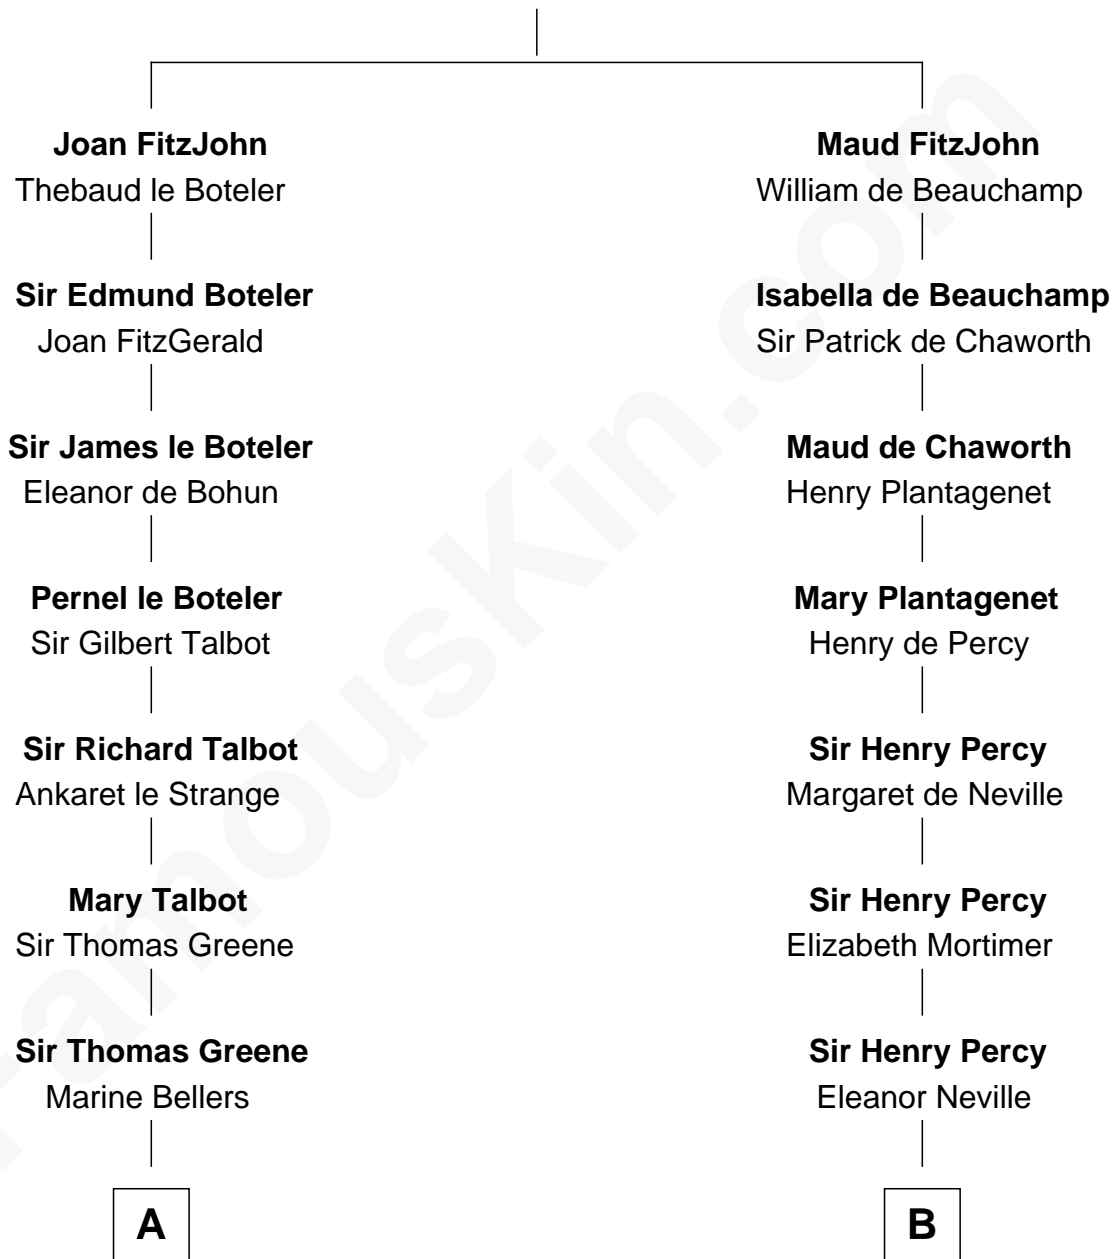 Joan FitzJohn
Thebaud le Boteler
Maud FitzJohn
William de Beauchamp
Sir Edmund Boteler
Joan FitzGerald
Isabella de Beauchamp
Sir Patrick de Chaworth
Sir James le Boteler
Eleanor de Bohun
Maud de Chaworth
Henry Plantagenet
Pernel le Boteler
Sir Gilbert Talbot
Mary Plantagenet
Henry de Percy
Sir Richard Talbot
Ankaret le Strange
Sir Henry Percy
Margaret de Neville
Mary Talbot
Sir Thomas Greene
Sir Henry Percy
Elizabeth Mortimer
Sir Thomas Greene
Marine Bellers
Sir Henry Percy
Eleanor Neville
A
B
FamousKin.com